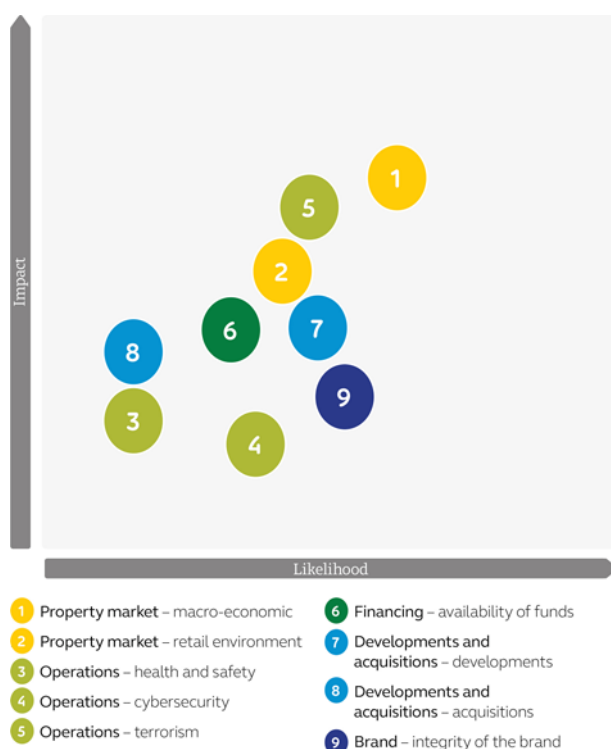 Impact
1
5
2
6
7
8
9
3
4
Likelihood
1 Property market – macro-economic
2 Property market – retail environment
3 Operations – health and safety
4 Operations – cybersecurity
5 Operations – terrorism
6 Financing – availability of funds
7 Developments and
acquisitions – developments
8 Developments and
acquisitions – acquisitions
9 Brand – integrity of the brand